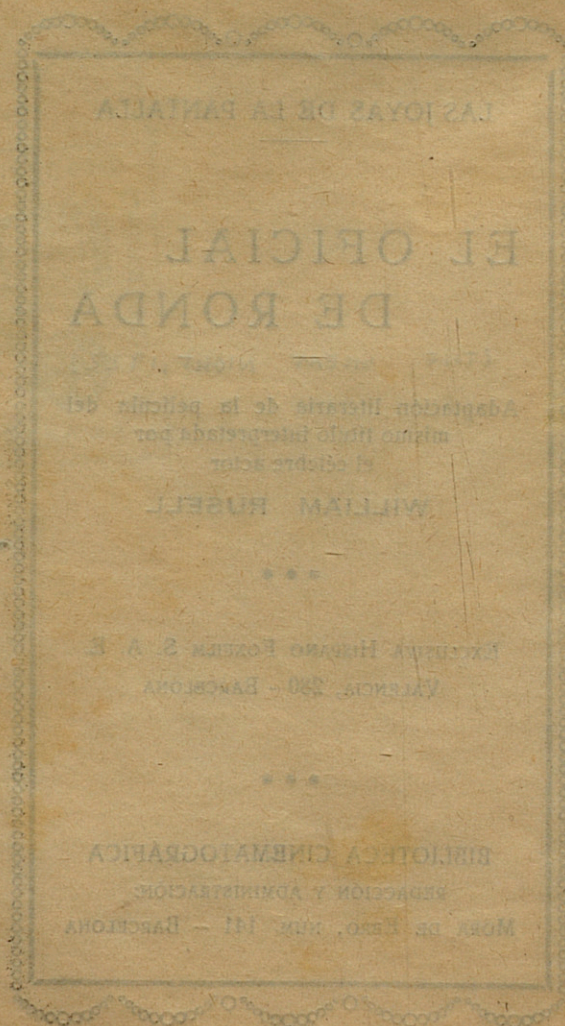 LAS JOYAS DE LA PANTALLA
EL OFICIAL
DE RONDA
Adaptación literaria de la película del
mismo título interpretada por
el célebre actor
WILLIAM RUSELL
EXCLUSIVA HISPANO FOXFILM S. A. E.
VALENCIA, 280 - BARCELONA
BIBLIOTECA CINEMATOGRÁFICA
REDACCIÓN Y ADMINISTRACIÓN:
MORA DE EBRO, NÚM. 141 - BARCELONA